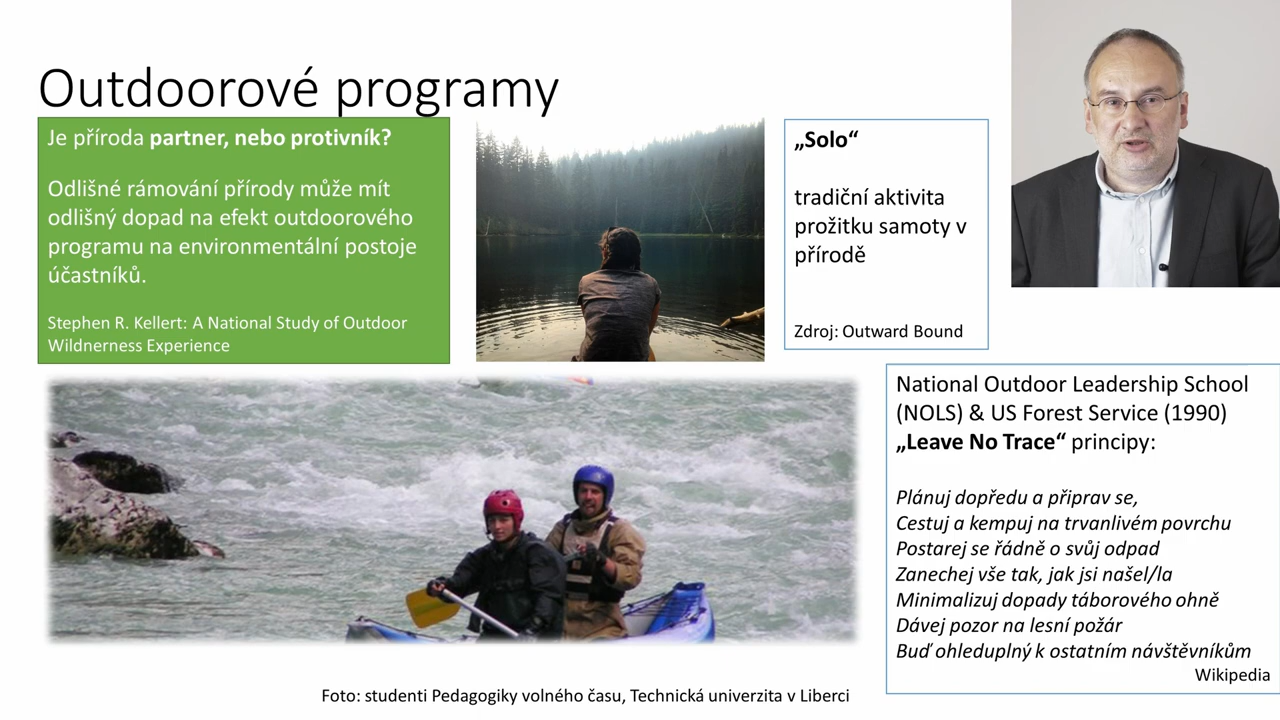 Outdoorové programy
Je příroda partner, nebo protivník?
Odlišné rámování přírody může mít
odlišný dopad na efekt outdoorového
programu na environmentální postoje
účastníků.
Stephen R. Kellert: A National Study of Outdoor
Wildnerness Experience
„Solo“
tradiční aktivita
prožitku samoty v
přírodě
Zdroj: Outward Bound
National Outdoor Leadership School
(NOLS) & US Forest Service (1990)
„Leave No Trace“ principy:
Plánuj dopředu a připrav se,
Cestuj a kempuj na trvanlivém povrchu
Postarej se řádně o svůj odpad
Zanechej vše tak, jak jsi našel/la
Minimalizuj dopady táborového ohně
Dávej pozor na lesní požár
Buď ohleduplný k ostatním návštěvníkům
Wikipedia
Foto: studenti Pedagogiky volného času, Technická univerzita v Liberci